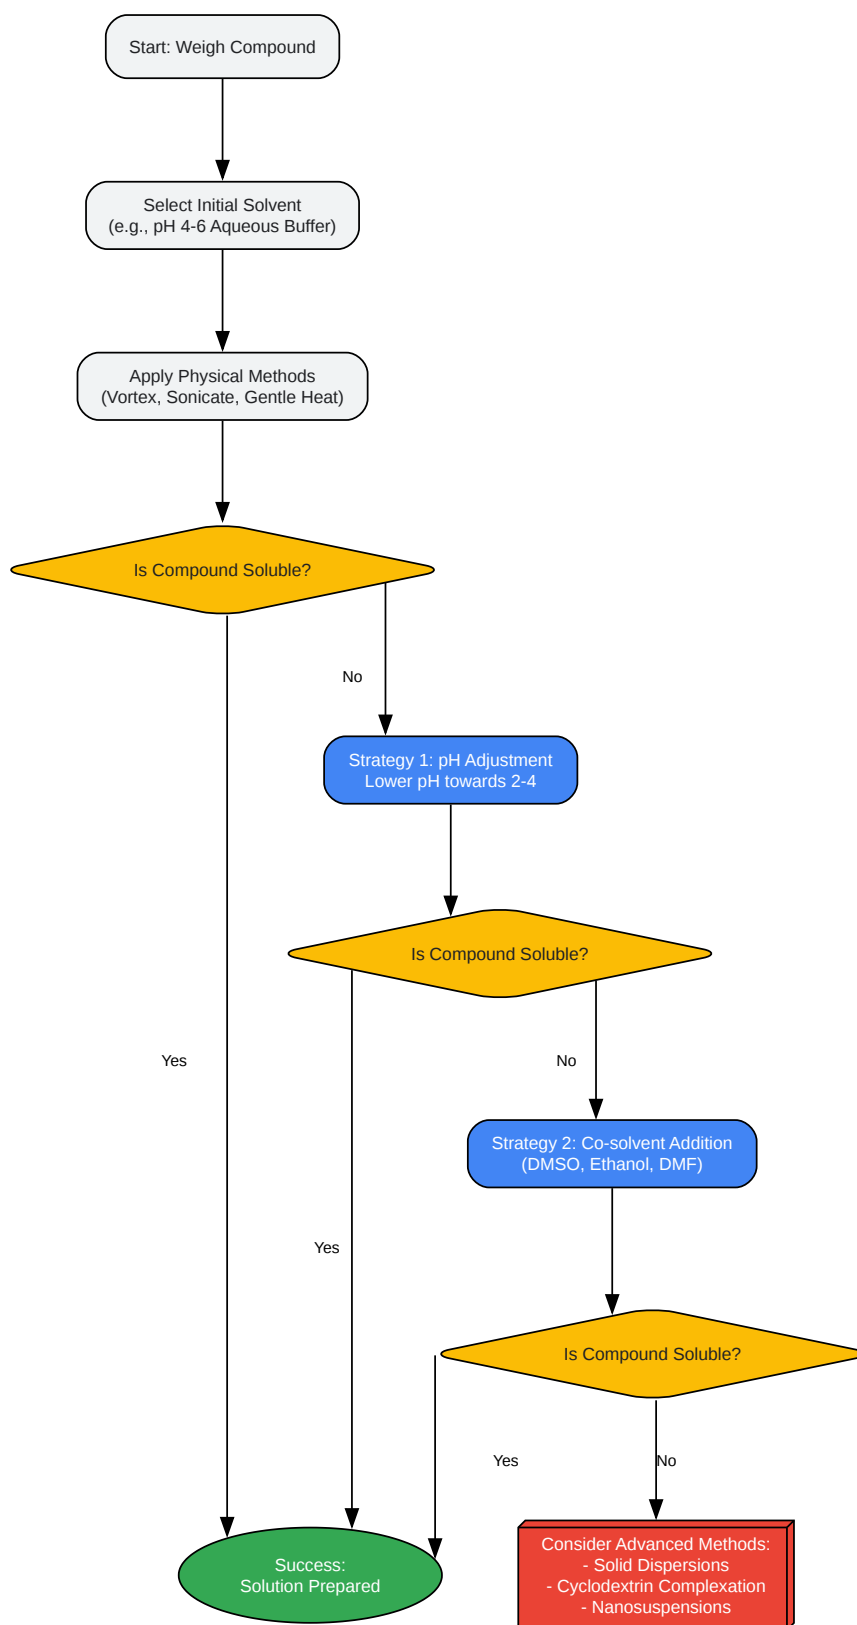 Start: Weigh Compound
Select Initial Solvent
(e.g., pH 4-6 Aqueous Buffer)
Apply Physical Methods
(Vortex, Sonicate, Gentle Heat)
Is Compound Soluble?
No
Strategy 1: pH Adjustment
Lower pH towards 2-4
Is Compound Soluble?
Yes
No
Strategy 2: Co-solvent Addition
(DMSO, Ethanol, DMF)
Yes
Is Compound Soluble?
Yes
No
Success:
Solution Prepared
Consider Advanced Methods:
- Solid Dispersions
- Cyclodextrin Complexation
- Nanosuspensions